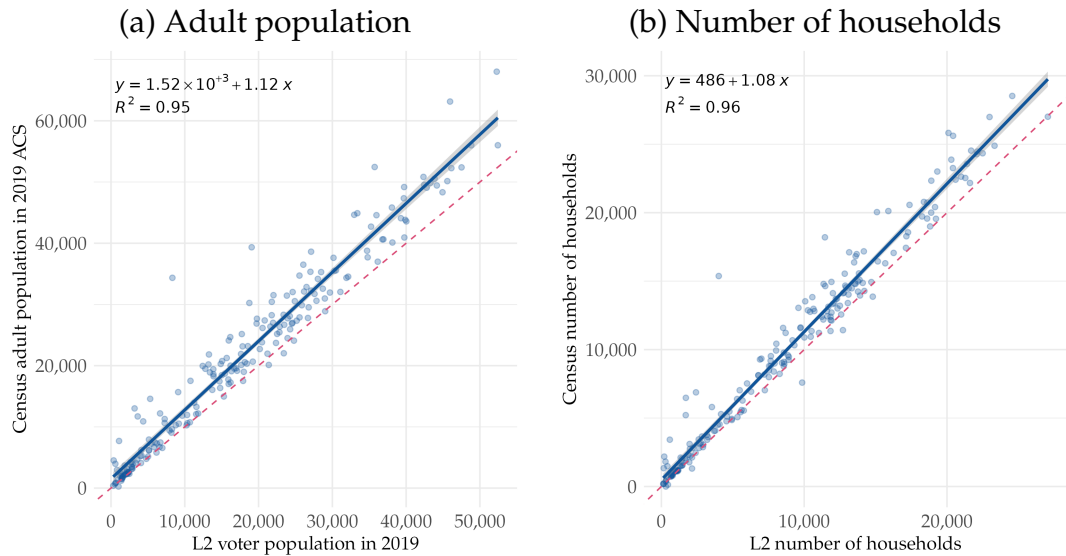 (a) Adult population
y = 1.52×10⁺³+1.12 x
R² = 0.95
Census adult population in 2019 ACS
60,000
40,000
20,000
0
0 10,000 20,000 30,000 40,000 50,000
L2 voter population in 2019
(b) Number of households
y = 486+1.08 x
R² = 0.96
Census number of households
30,000
20,000
10,000
0
0 10,000 20,000
L2 number of households